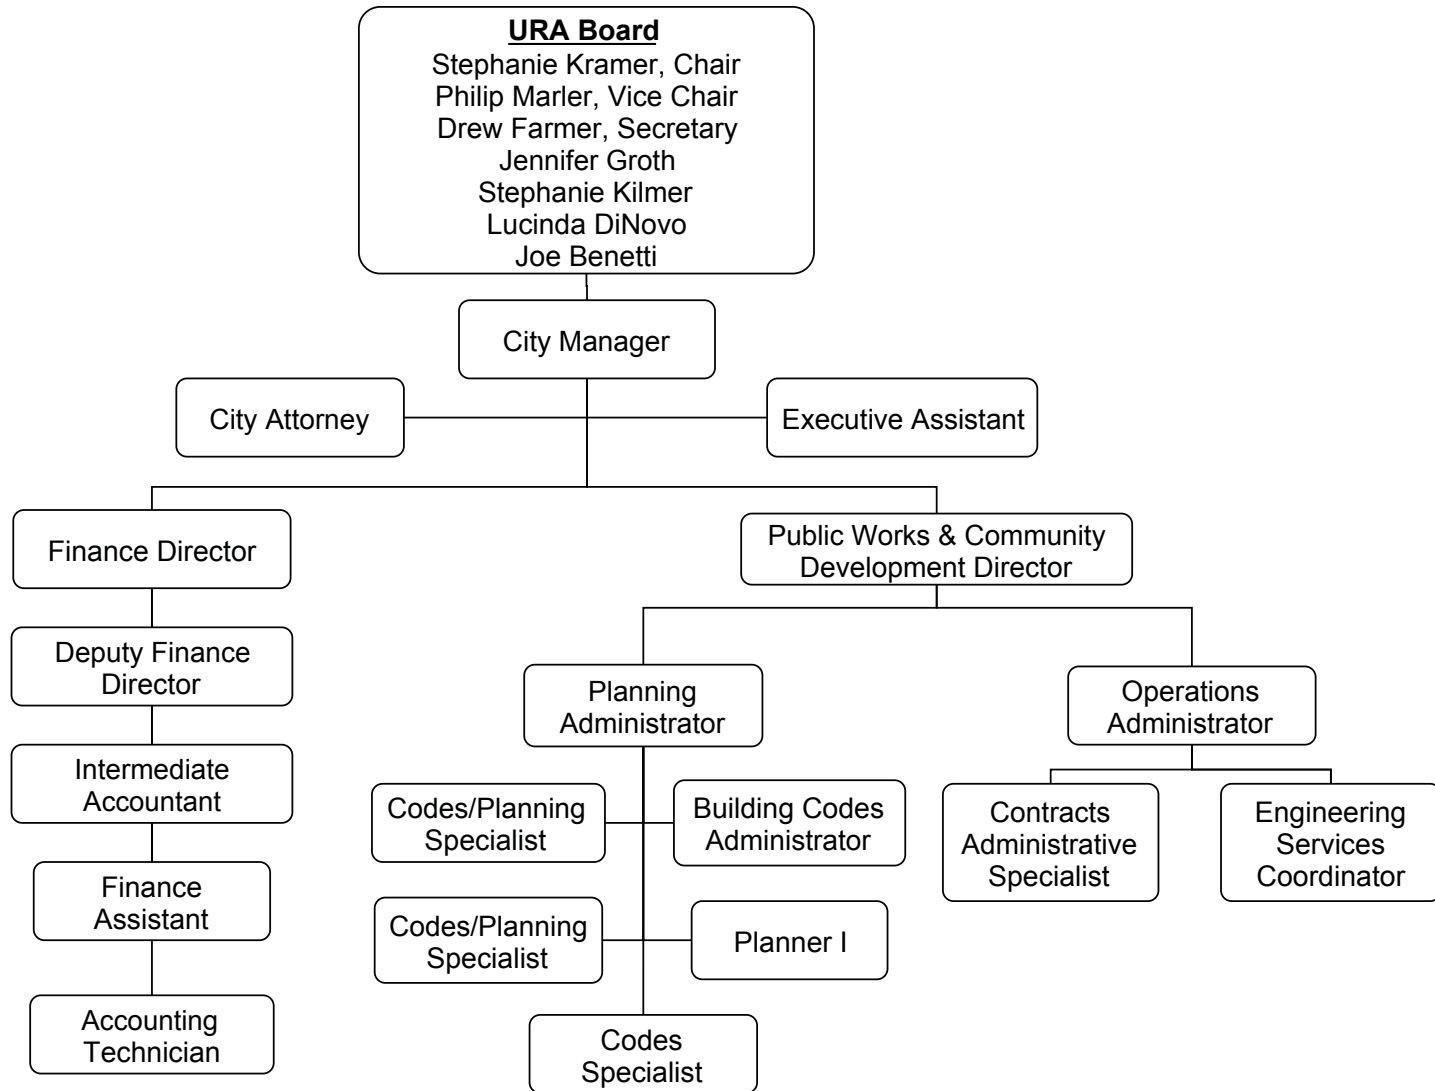 URA Board
Stephanie Kramer, Chair
Philip Marler, Vice Chair
Drew Farmer, Secretary
Jennifer Groth
Stephanie Kilmer
Lucinda DiNovo
Joe Benetti
City Manager
City Attorney
Executive Assistant
Finance Director
Public Works & Community
Development Director
Deputy Finance
Director
Planning
Administrator
Operations
Administrator
Intermediate
Accountant
Codes/Planning
Specialist
Building Codes
Administrator
Contracts
Administrative
Specialist
Engineering
Services
Coordinator
Finance
Assistant
Codes/Planning
Specialist
Planner I
Accounting
Technician
Codes
Specialist